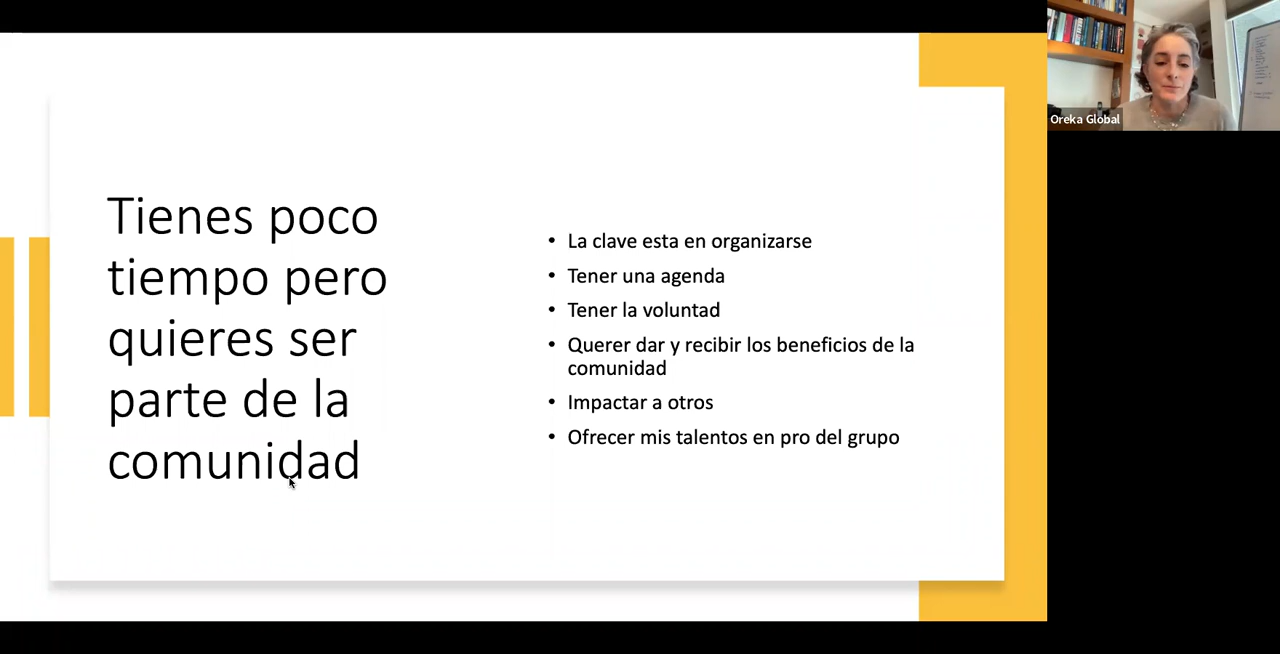 Tienes poco
tiempo pero
quieres ser
parte de la
comunidad
• La clave esta en organizarse
• Tener una agenda
• Tener la voluntad
• Querer dar y recibir los beneficios de la
comunidad
• Impactar a otros
• Ofrecer mis talentos en pro del grupo
Oreka Global